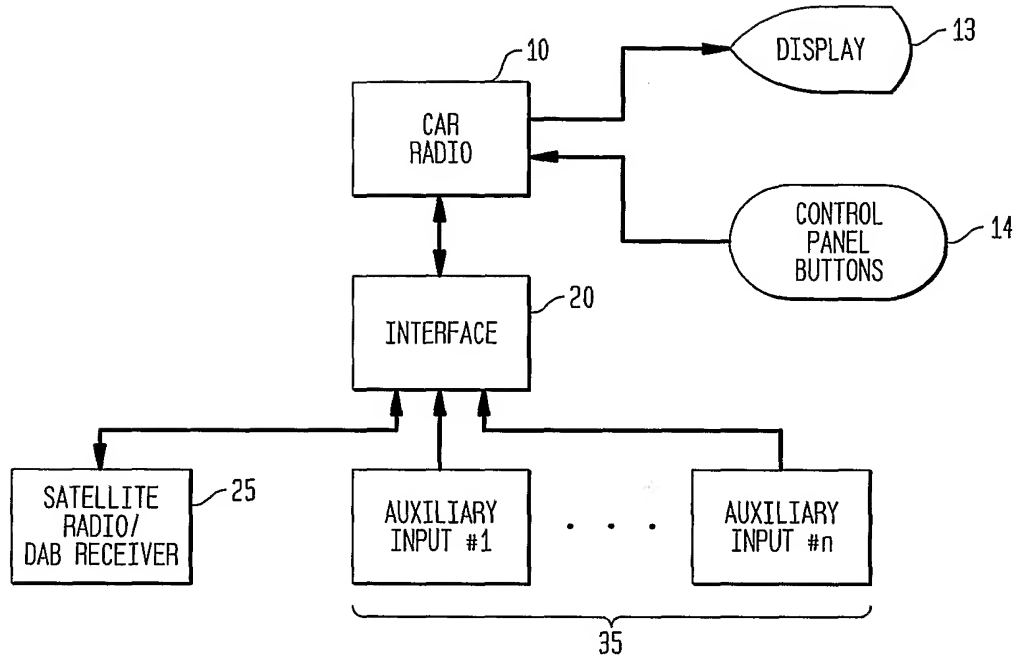 13
DISPLAY
10
CAR
RADIO
CONTROL
PANEL
BUTTONS
14
20
INTERFACE
SATELLITE
RADIO/
DAB RECEIVER
25
AUXILIARY
INPUT #1
. . .
AUXILIARY
INPUT #n
35